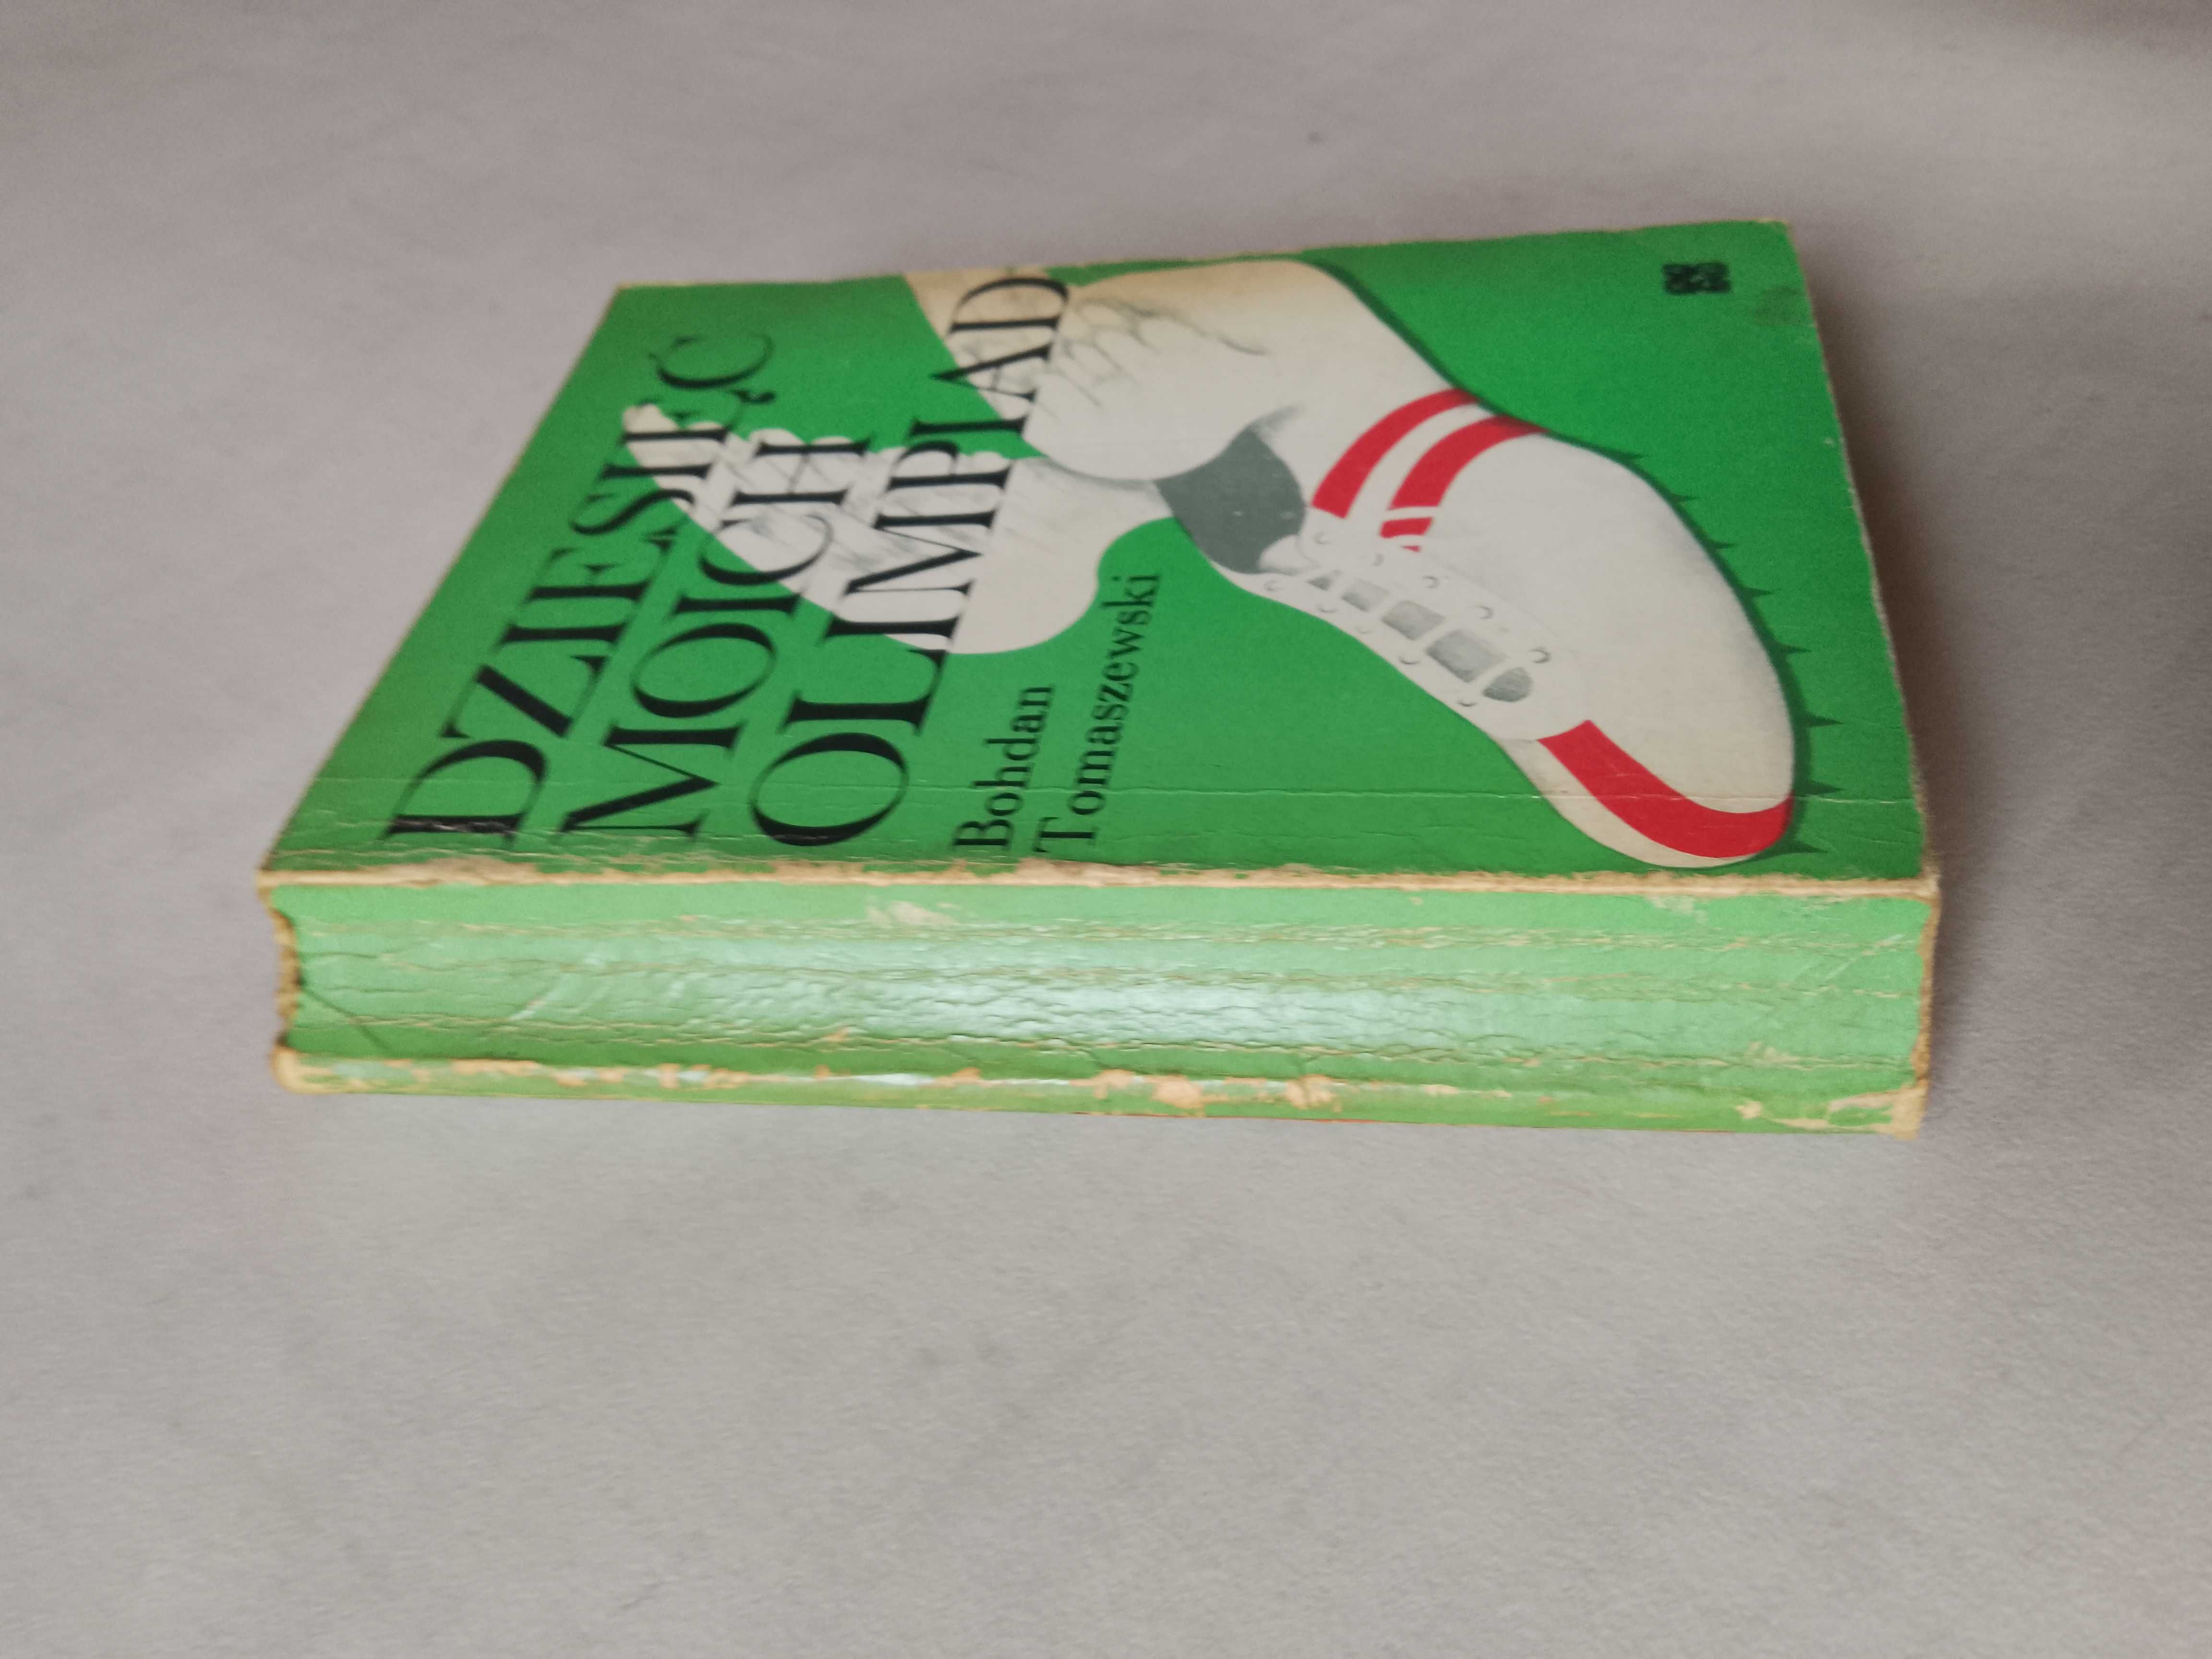 DZIESIĘĆ
MOICH
OLIMPIAD
Bohdan
Tomaszewski